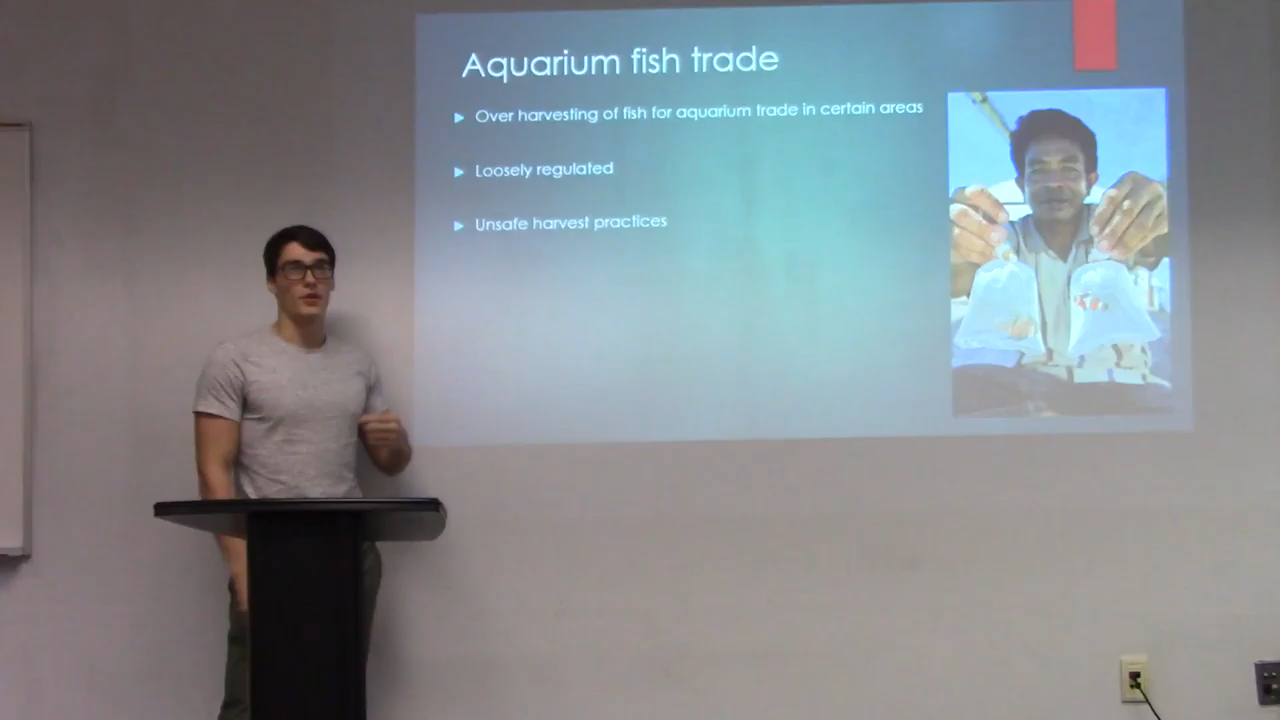 Aquarium fish trade
Over harvesting of fish for aquarium trade in certain areas
Loosely regulated
Unsafe harvest practices